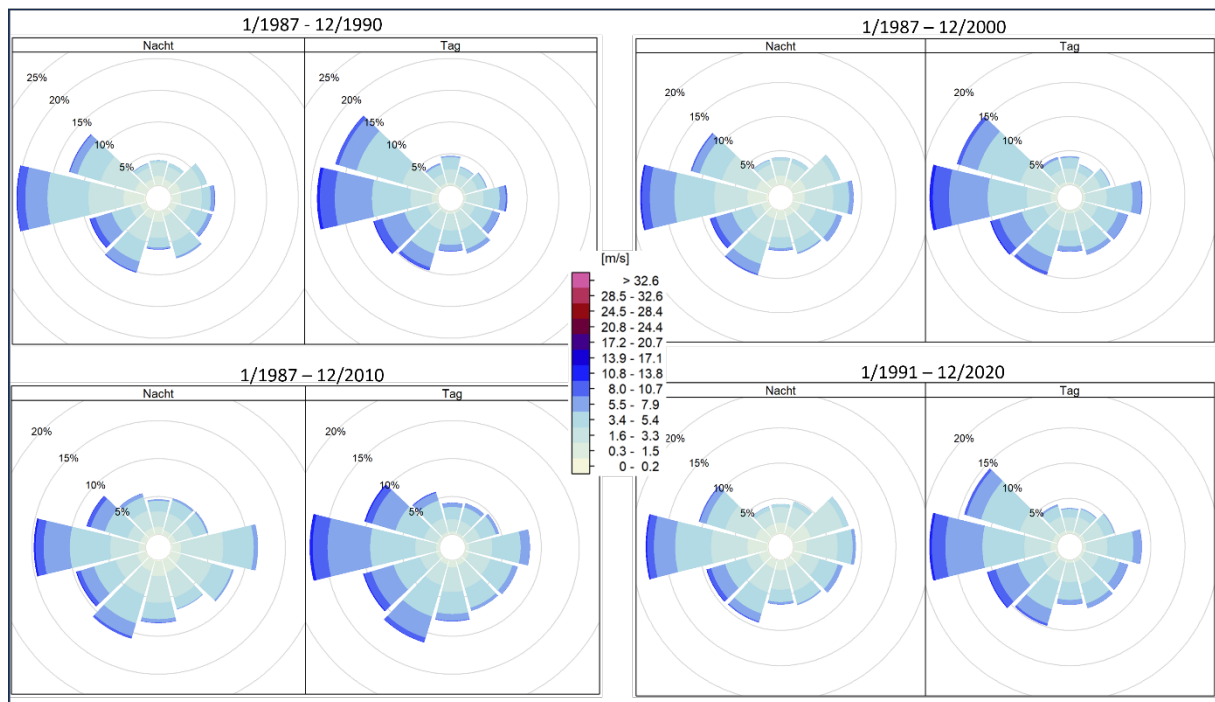 1/1987 - 12/1990
Nacht
Tag
25%
20%
15%
10%
5%
25%
20%
15%
10%
5%
1/1987 – 12/2000
Nacht
Tag
20%
15%
10%
5%
20%
15%
10%
5%
[m/s]
> 32.6
28.5 - 32.6
24.5 - 28.4
20.8 - 24.4
17.2 - 20.7
13.9 - 17.1
10.8 - 13.8
8.0 - 10.7
5.5 - 7.9
3.4 - 5.4
1.6 - 3.3
0.3 - 1.5
0 - 0.2
1/1987 – 12/2010
Nacht
Tag
20%
15%
10%
5%
20%
15%
10%
5%
1/1991 – 12/2020
Nacht
Tag
20%
15%
10%
5%
20%
15%
10%
5%